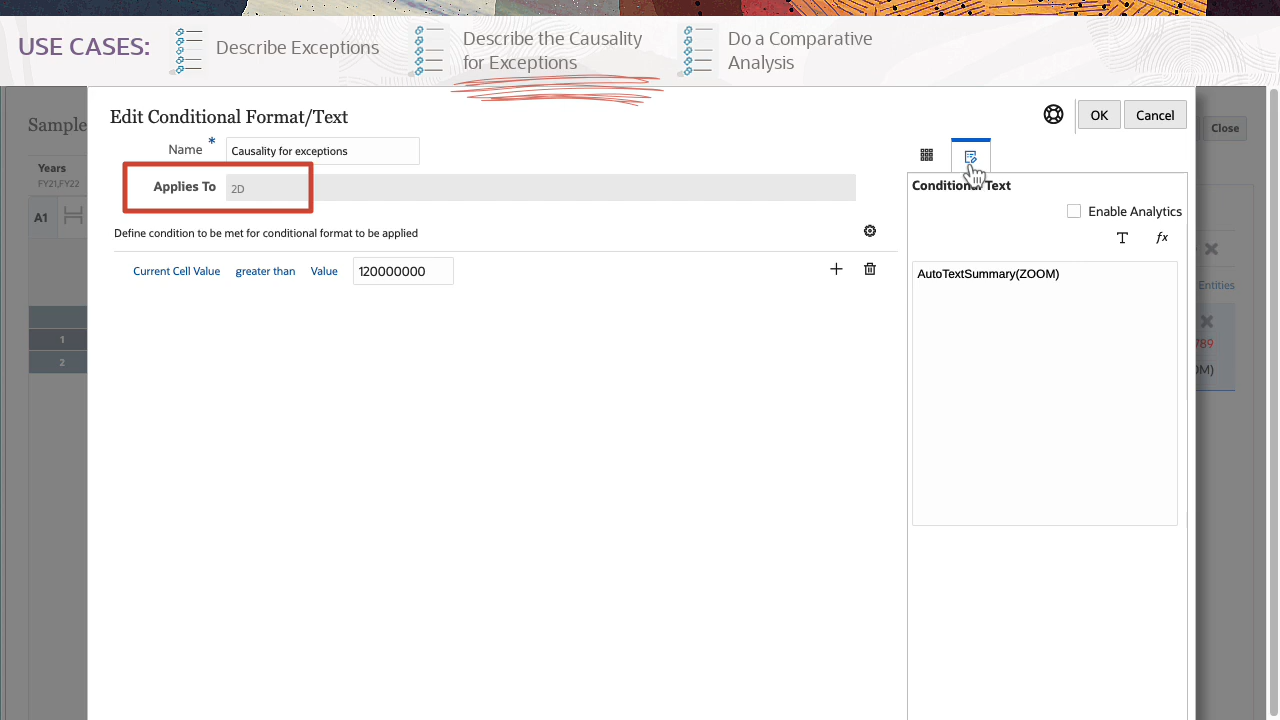 USE CASES:
Describe Exceptions
Describe the Causality
for Exceptions
Do a Comparative
Analysis
Sample
Edit Conditional Format/Text
OK
Cancel
Close
Name *
Causality for exceptions
Years
FY21,FY22
Applies To
2D
Conditional Text
Enable Analytics
A1
Define condition to be met for conditional format to be applied
T
fx
Current Cell Value
greater than
Value
120000000
AutoTextSummary(ZOOM)
Entities
1
789
2
OM)